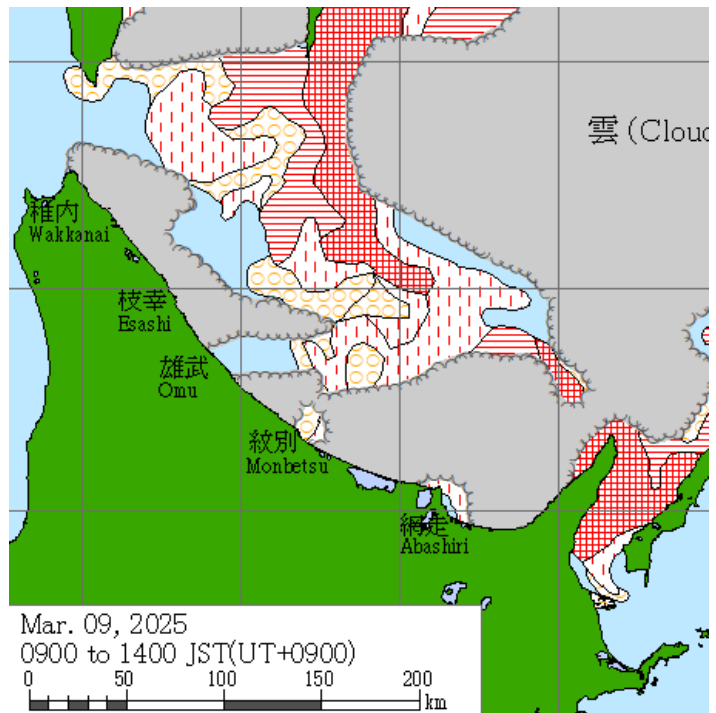 雲(Cloud
稚内
Wakkanai
枝幸
Esashi
雄武
Omu
紋別
Monbetsu
網走
Abashiri
Mar. 09, 2025
0900 to 1400 JST(UT+0900)
0 50 100 150 200
km